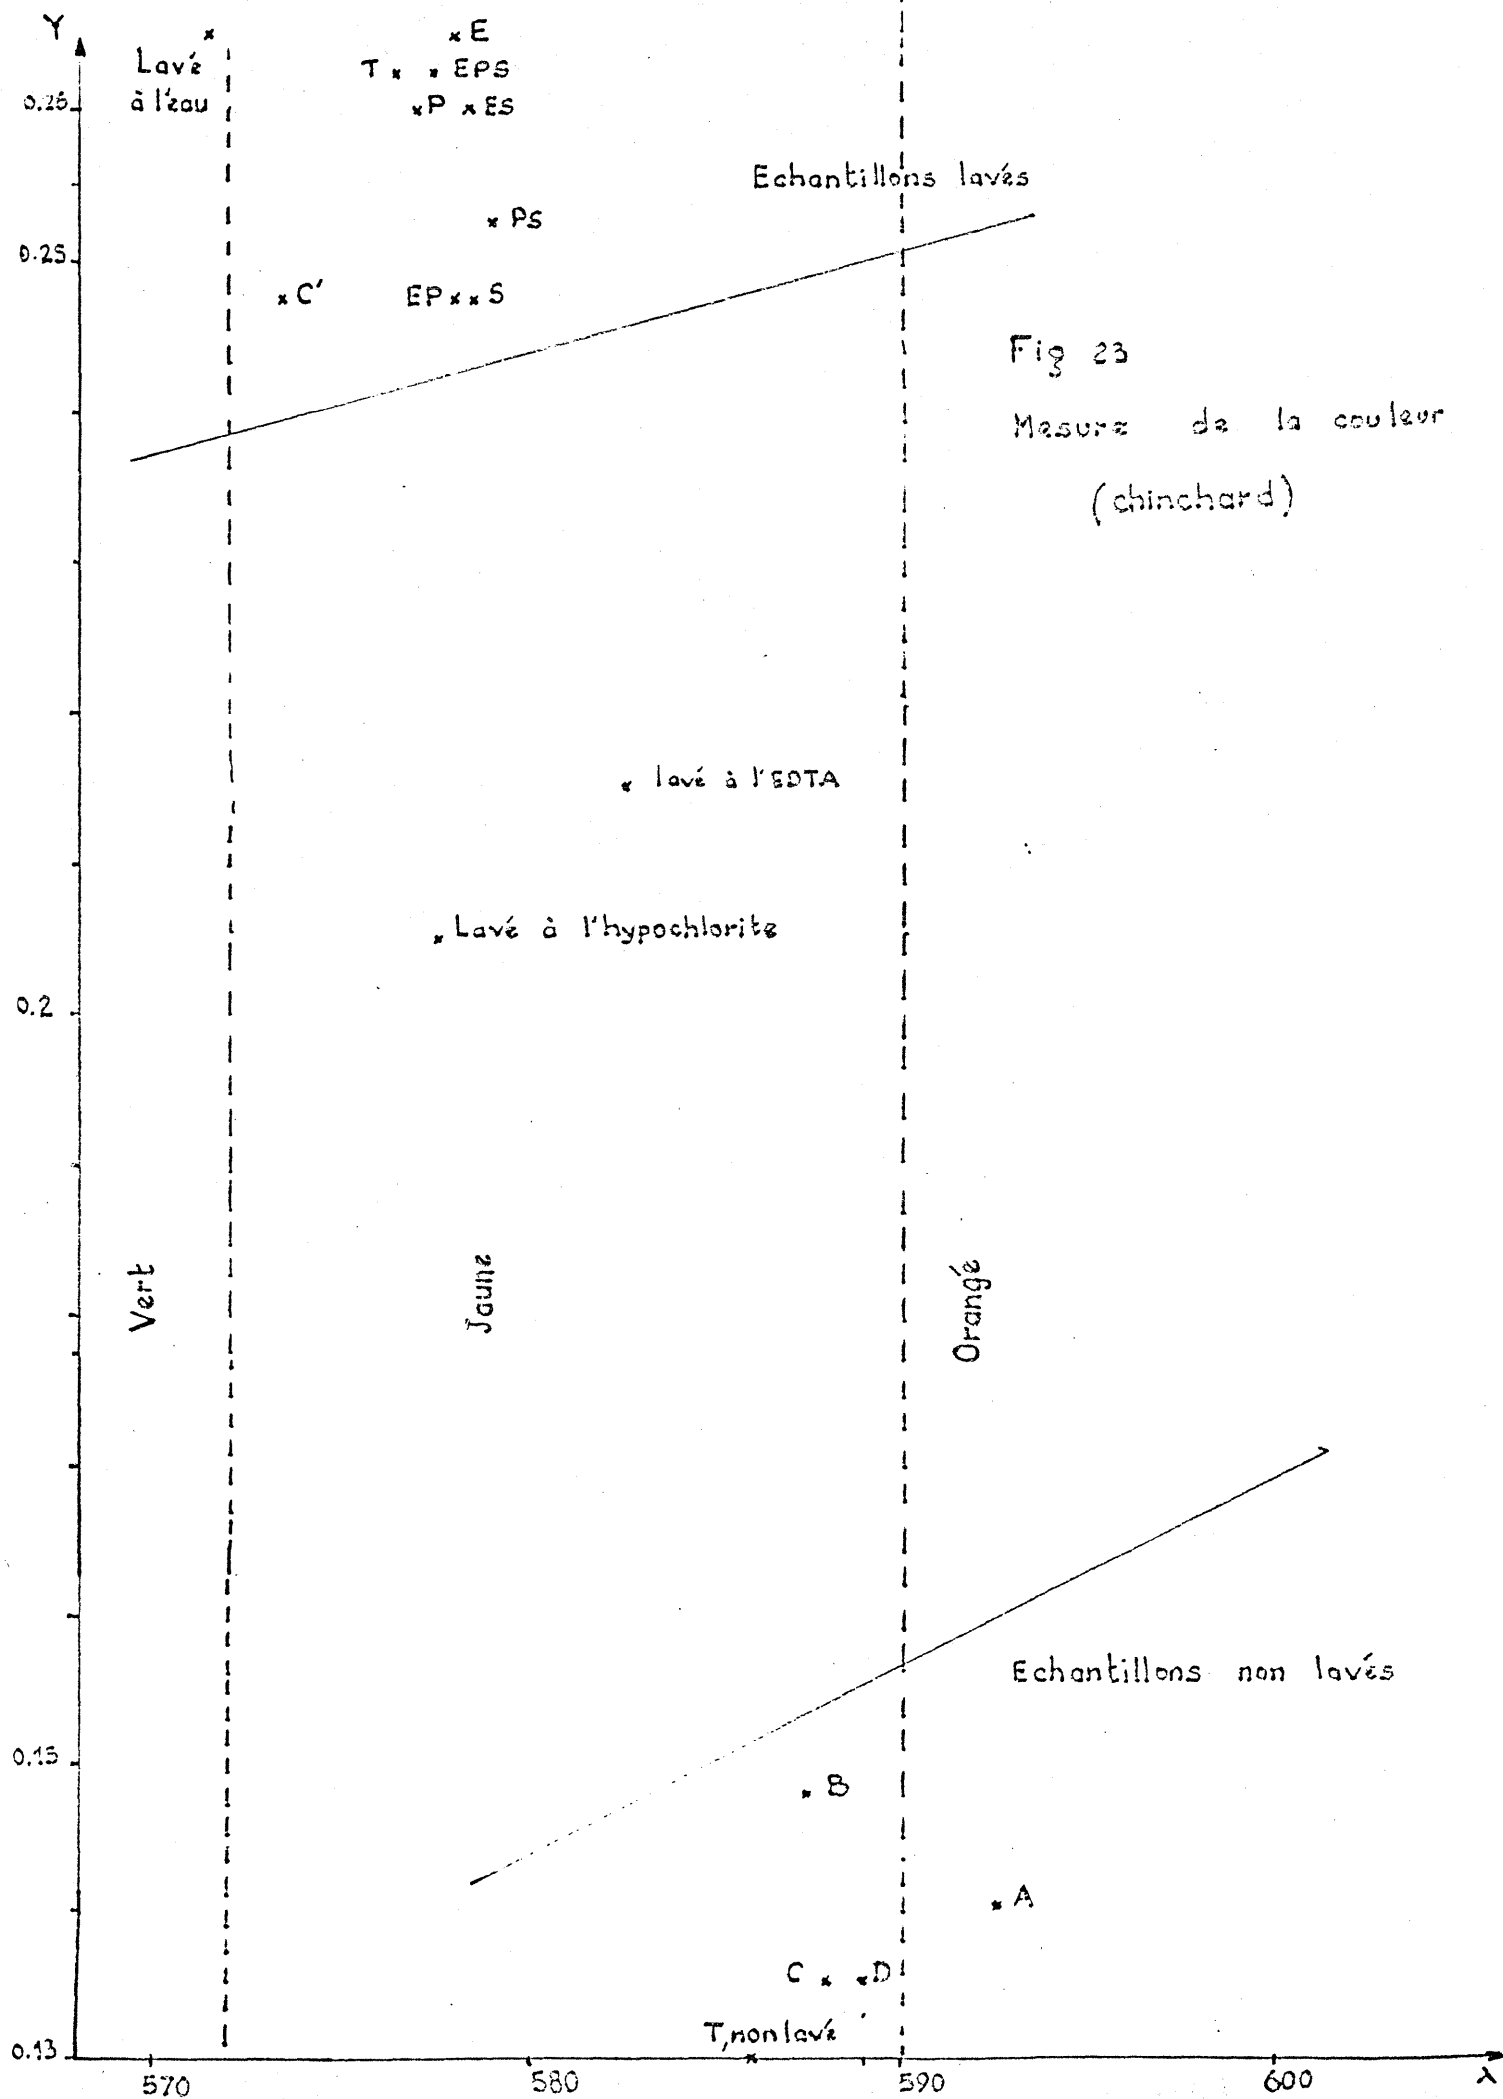 Y
E
Lavé
à l'eau
T
EPS
0.26
P
ES
Echantillons lavés
PS
0.25
C'
EP
S
Fig 23
Mesure de la couleur
(chinchard)
lavé à l'EDTA
Lavé à l'hypochlorite
0.2
Vert
Jaune
Orangé
Echantillons non lavés
0.15
B
A
C
D
T, non lavé
0.13
570
580
590
600
λ